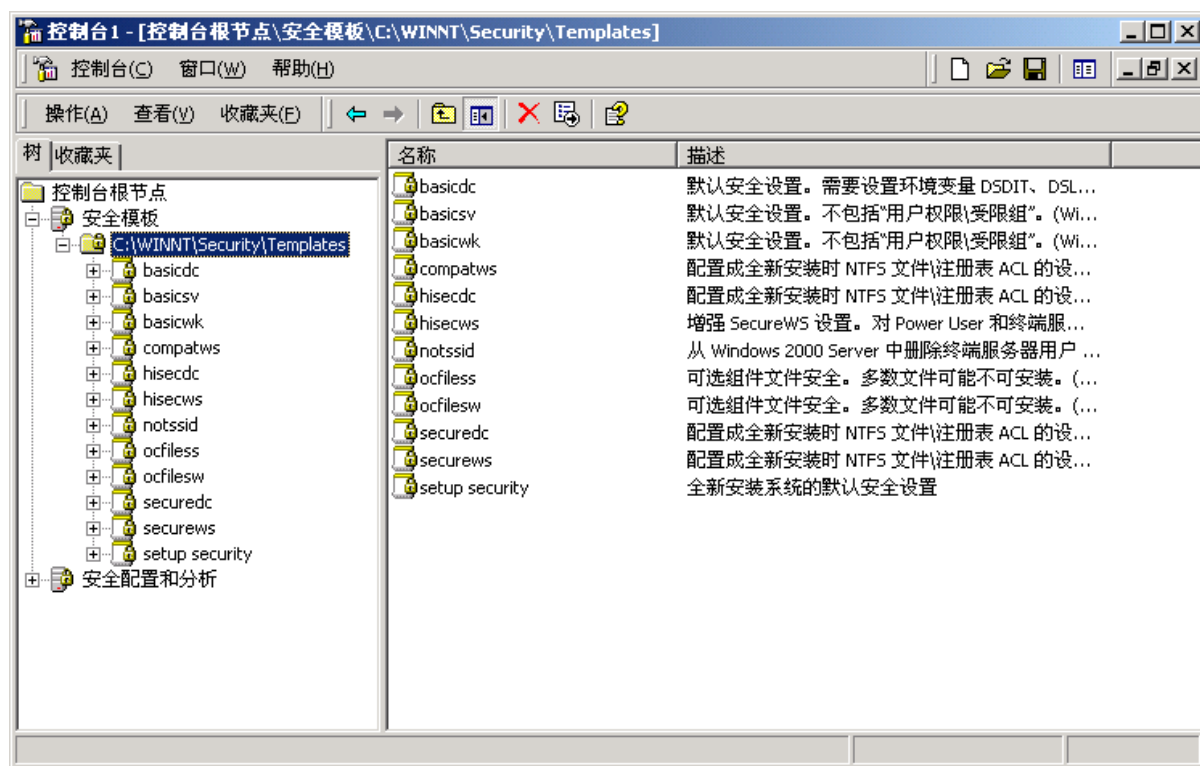 控制台1 - [控制台根节点\安全模板\C:\WINNT\Security\Templates]
控制台(C) 窗口(W) 帮助(H)
操作(A) 查看(V) 收藏夹(F)
树 收藏夹
控制台根节点
安全模板
C:\WINNT\Security\Templates
basicdc
basicsv
basicwk
compatws
hisecdc
hisecws
notssid
ocfiless
ocfilesw
securedc
securews
setup security
安全配置和分析
名称 描述
basicdc 默认安全设置。需要设置环境变量 DSDIT、DSL...
basicsv 默认安全设置。不包括“用户权限\受限组”。(Wi...
basicwk 默认安全设置。不包括“用户权限\受限组”。(Wi...
compatws 配置成全新安装时 NTFS 文件\注册表 ACL 的设...
hisecdc 配置成全新安装时 NTFS 文件\注册表 ACL 的设...
hisecws 增强 SecureWS 设置。对 Power User 和终端服...
notssid 从 Windows 2000 Server 中删除终端服务器用户 ...
ocfiless 可选组件文件安全。多数文件可能不可安装。(...
ocfilesw 可选组件文件安全。多数文件可能不可安装。(...
securedc 配置成全新安装时 NTFS 文件\注册表 ACL 的设...
securews 配置成全新安装时 NTFS 文件\注册表 ACL 的设...
setup security 全新安装系统的默认安全设置